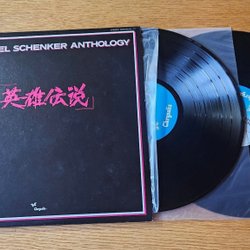 EL SCHENKER ANTHOLOGY
英雄伝説」
Chrysalis
Chrysalis